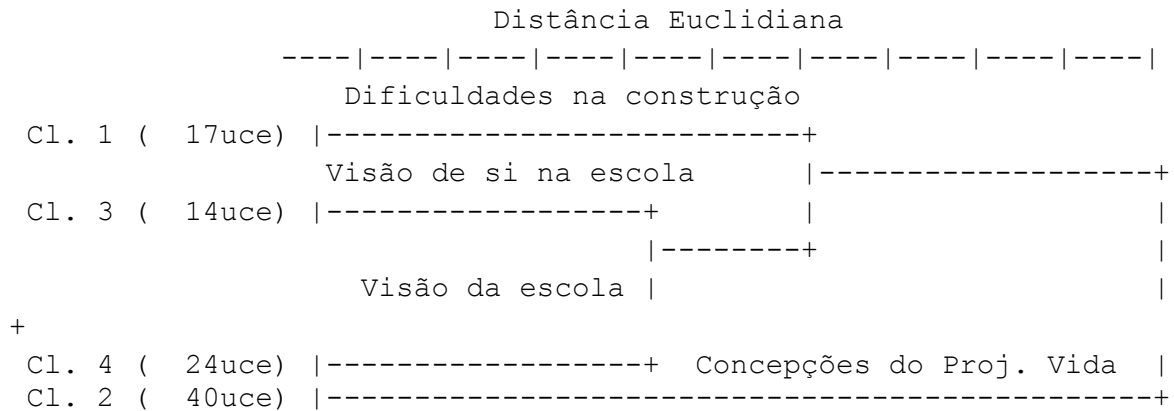 Distância Euclidiana
----|----|----|----|----|----|----|----|----|----|
Dificuldades na construção
Cl. 1 (  17uce) |---------------------------+
Visão de si na escola       |-------------------+
Cl. 3 (  14uce) |------------------+        |                   |
|--------+                   |
Visão da escola |                             |
+
Cl. 4 (  24uce) |------------------+  Concepções do Proj. Vida  |
Cl. 2 (  40uce) |-----------------------------------------------+